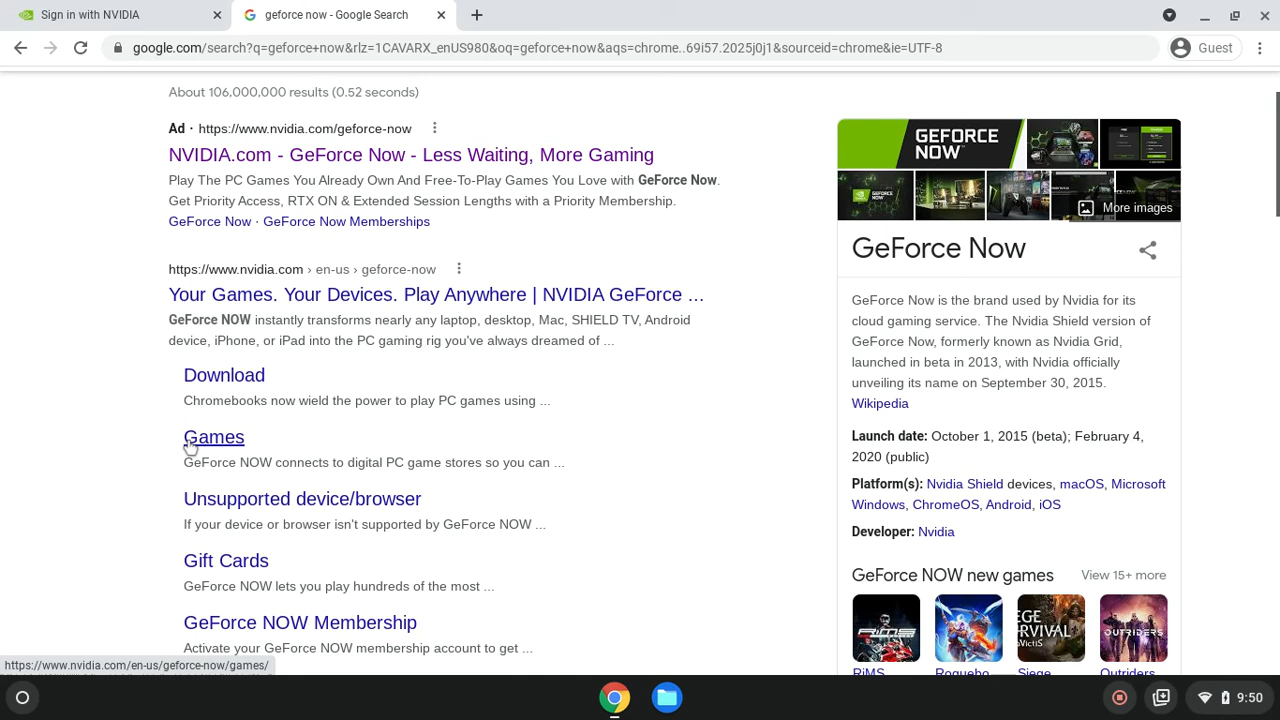 Sign in with NVIDIA
geforce now - Google Search
google.com/search?q=geforce+now&rlz=1CAVARX_enUS980&oq=geforce+now&aqs=chrome..69i57.2025j0j1&sourceid=chrome&ie=UTF-8
Guest
About 106,000,000 results (0.52 seconds)
Ad · https://www.nvidia.com/geforce-now
NVIDIA.com - GeForce Now - Less Waiting, More Gaming
Play The PC Games You Already Own And Free-To-Play Games You Love with GeForce Now.
Get Priority Access, RTX ON & Extended Session Lengths with a Priority Membership.
GeForce Now · GeForce Now Memberships
https://www.nvidia.com › en-us › geforce-now
Your Games. Your Devices. Play Anywhere | NVIDIA GeForce ...
GeForce NOW instantly transforms nearly any laptop, desktop, Mac, SHIELD TV, Android
device, iPhone, or iPad into the PC gaming rig you've always dreamed of ...
Download
Chromebooks now wield the power to play PC games using ...
Games
GeForce NOW connects to digital PC game stores so you can ...
Unsupported device/browser
If your device or browser isn't supported by GeForce NOW ...
Gift Cards
GeForce NOW lets you play hundreds of the most ...
GeForce NOW Membership
Activate your GeForce NOW membership account to get ...
https://www.nvidia.com/en-us/geforce-now/games/
GEFORCE
NOW
More images
GeForce Now
GeForce Now is the brand used by Nvidia for its
cloud gaming service. The Nvidia Shield version of
GeForce Now, formerly known as Nvidia Grid,
launched in beta in 2013, with Nvidia officially
unveiling its name on September 30, 2015.
Wikipedia
Launch date: October 1, 2015 (beta); February 4,
2020 (public)
Platform(s): Nvidia Shield devices, macOS, Microsoft
Windows, ChromeOS, Android, iOS
Developer: Nvidia
GeForce NOW new games
View 15+ more
RiMS
EGE
URVIVAL
OUTRIDERS
RiMS
Roguebo
Siege
Outriders
9:50